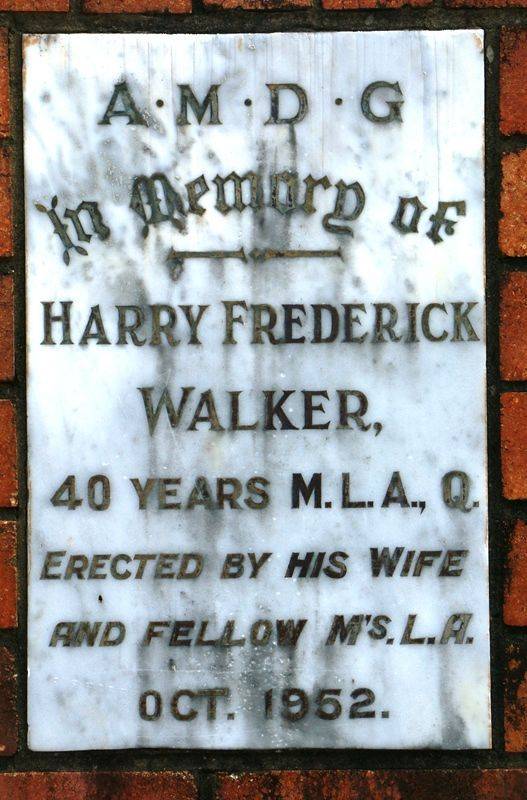 A·M·D·G
In Memory of
HARRY FREDERICK
WALKER,
40 YEARS M.L.A., Q.
ERECTED BY HIS WIFE
AND FELLOW M's.L.A.
OCT. 1952.